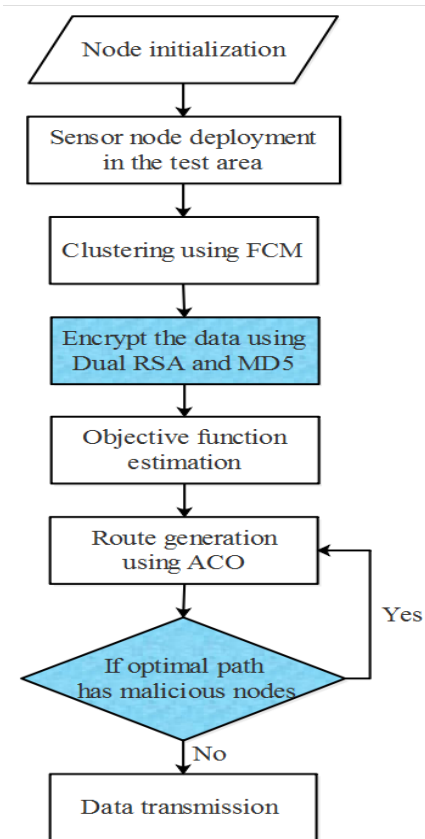 Node initialization
Sensor node deployment
in the test area
Clustering using FCM
Encrypt the data using
Dual RSA and MD5
Objective function
estimation
Route generation
using ACO
Yes
If optimal path
has malicious nodes
No
Data transmission